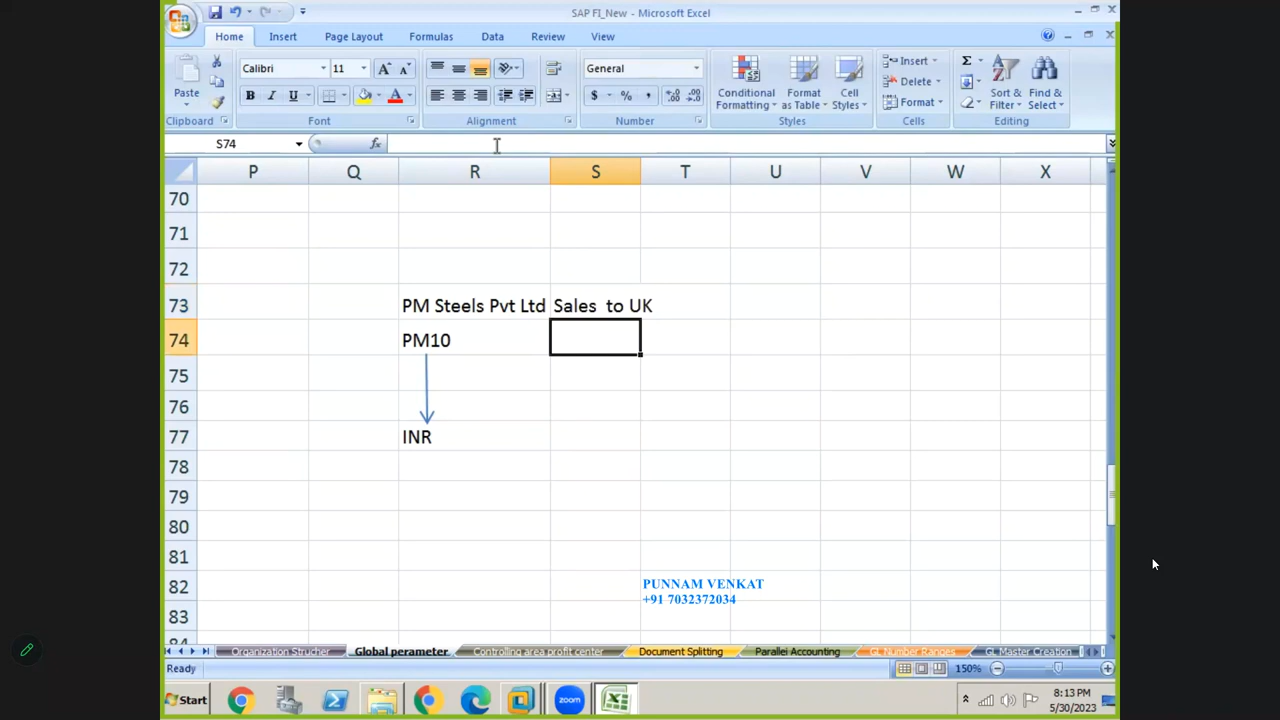 SAP FI_New - Microsoft Excel
Home Insert Page Layout Formulas Data Review View
Paste
Calibri 11
B I U
General
$ % ,
Conditional Formatting
Format as Table
Cell Styles
Insert
Delete
Format
Σ
Sort & Filter
Find & Select
Clipboard Font Alignment Number Styles Cells Editing
S74 fx
P Q R S T U V W X
70
71
72
73 PM Steels Pvt Ltd Sales to UK
74 PM10
75
76
77 INR
78
79
80
81
82 PUNNAM VENKAT
+91 7032372034
83
84
Organization Strucher Global perameter Controlling area profit center Document Splitting Parallel Accounting GL Number Ranges GL Master Creation
Ready 150%
Start zoom 8:13 PM
5/30/2023